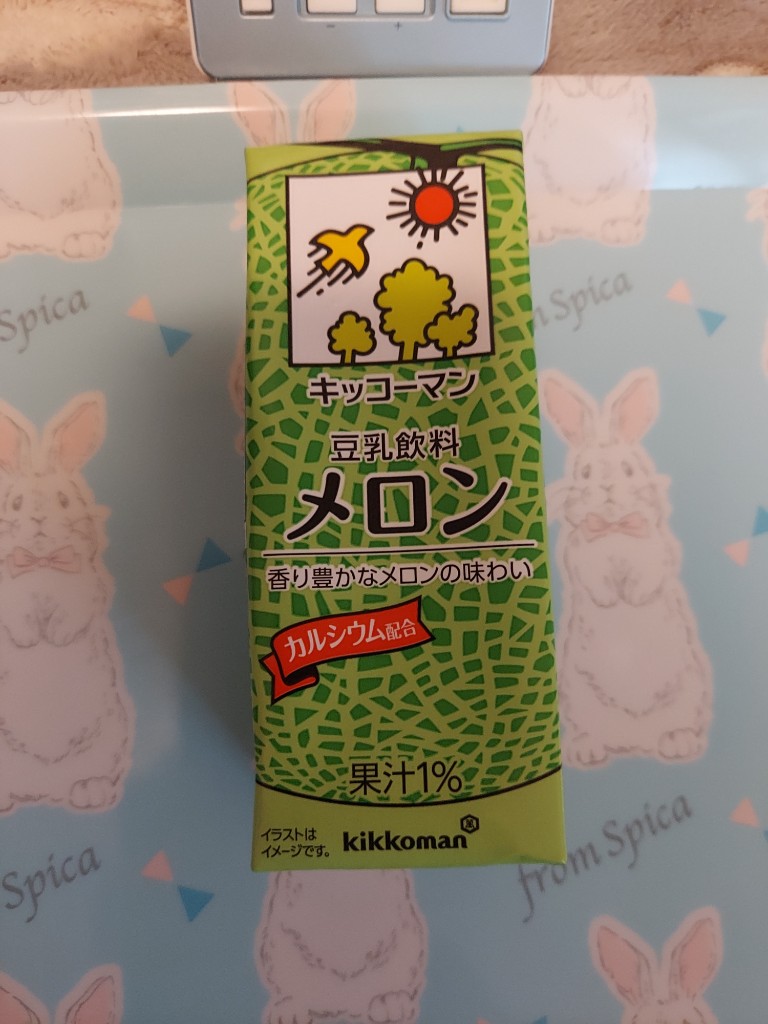 キッコーマン
豆乳飲料
メロン
香り豊かなメロンの味わい
カルシウム配合
果汁1%
イラストは
イメージです。
kikkoman
Spica
from Spica
Spica
from Spica
- +